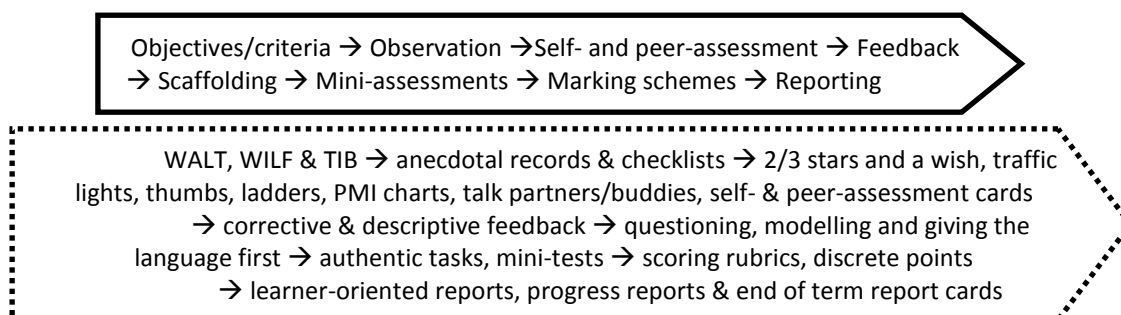 Objectives/criteria → Observation →Self- and peer-assessment → Feedback
→ Scaffolding → Mini-assessments → Marking schemes → Reporting
WALT, WILF & TIB → anecdotal records & checklists → 2/3 stars and a wish, traffic
lights, thumbs, ladders, PMI charts, talk partners/buddies, self- & peer-assessment cards
→ corrective & descriptive feedback → questioning, modelling and giving the
language first → authentic tasks, mini-tests → scoring rubrics, discrete points
→ learner-oriented reports, progress reports & end of term report cards